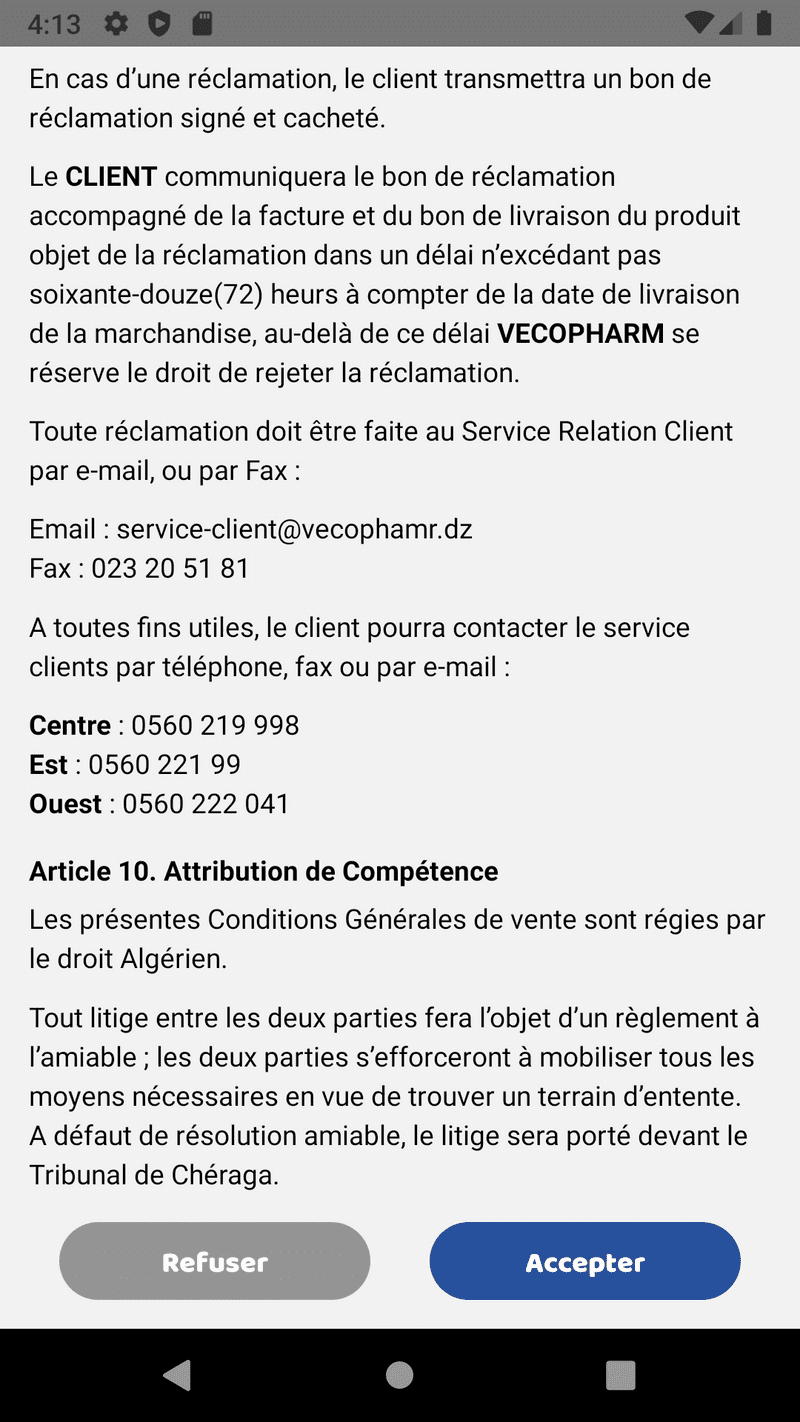 4:13
En cas d’une réclamation, le client transmettra un bon de
réclamation signé et cacheté.
Le CLIENT communiquera le bon de réclamation
accompagné de la facture et du bon de livraison du produit
objet de la réclamation dans un délai n’excédant pas
soixante-douze(72) heurs à compter de la date de livraison
de la marchandise, au-delà de ce délai VECOPHARM se
réserve le droit de rejeter la réclamation.
Toute réclamation doit être faite au Service Relation Client
par e-mail, ou par Fax :
Email : service-client@vecophamr.dz
Fax : 023 20 51 81
A toutes fins utiles, le client pourra contacter le service
clients par téléphone, fax ou par e-mail :
Centre : 0560 219 998
Est : 0560 221 99
Ouest : 0560 222 041
Article 10. Attribution de Compétence
Les présentes Conditions Générales de vente sont régies par
le droit Algérien.
Tout litige entre les deux parties fera l’objet d’un règlement à
l’amiable ; les deux parties s’efforceront à mobiliser tous les
moyens nécessaires en vue de trouver un terrain d’entente.
A défaut de résolution amiable, le litige sera porté devant le
Tribunal de Chéraga.
Refuser
Accepter